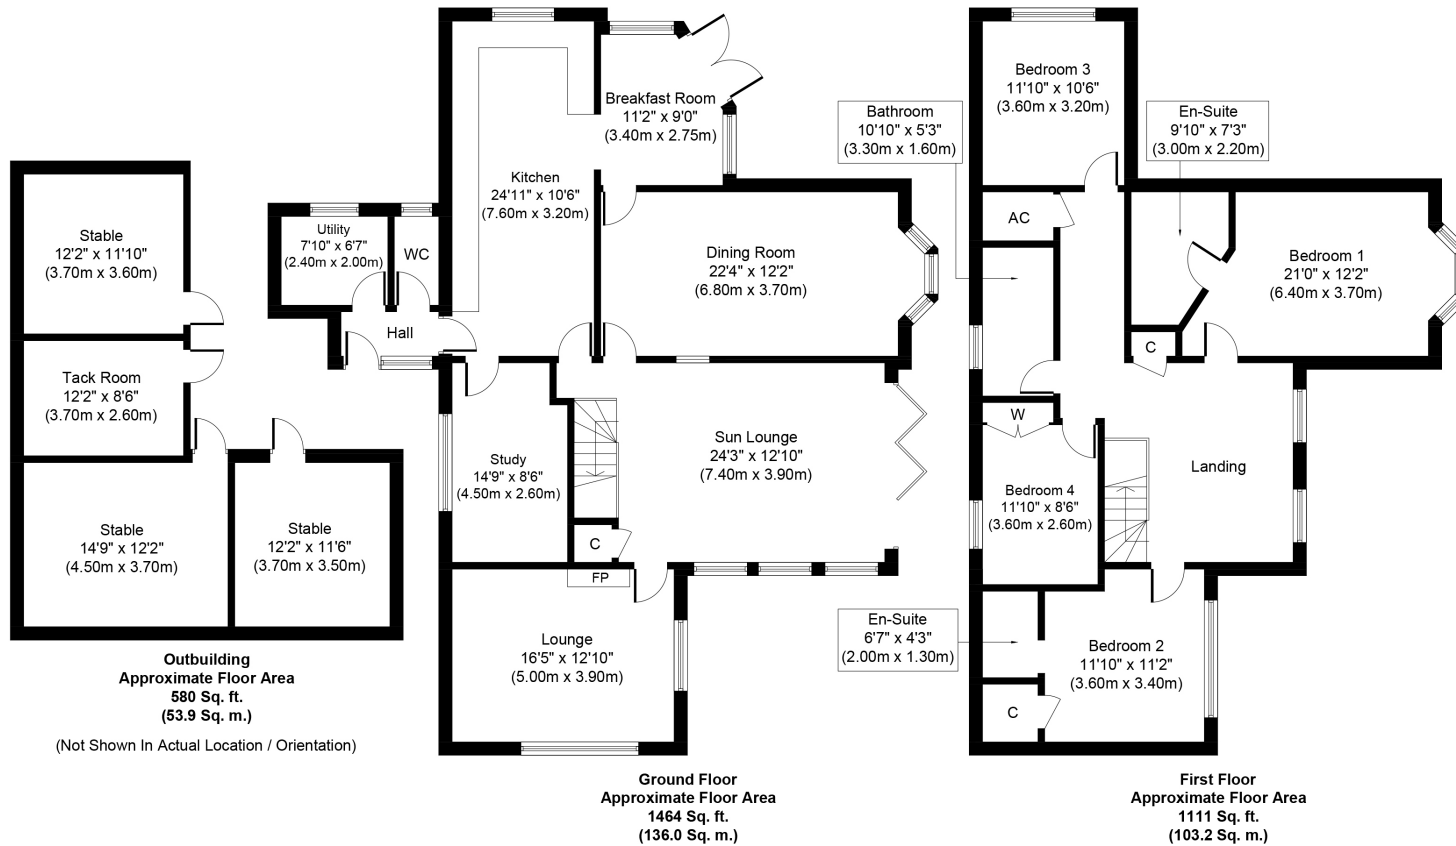 Stable
12'2" x 11'10"
(3.70m x 3.60m)
Tack Room
12'2" x 8'6"
(3.70m x 2.60m)
Stable
14'9" x 12'2"
(4.50m x 3.70m)
Stable
12'2" x 11'6"
(3.70m x 3.50m)
Outbuilding
Approximate Floor Area
580 Sq. ft.
(53.9 Sq. m.)
(Not Shown In Actual Location / Orientation)
Utility
7'10" x 6'7"
(2.40m x 2.00m)
WC
Hall
Kitchen
24'11" x 10'6"
(7.60m x 3.20m)
Breakfast Room
11'2" x 9'0"
(3.40m x 2.75m)
Dining Room
22'4" x 12'2"
(6.80m x 3.70m)
Study
14'9" x 8'6"
(4.50m x 2.60m)
Sun Lounge
24'3" x 12'10"
(7.40m x 3.90m)
C
FP
Lounge
16'5" x 12'10"
(5.00m x 3.90m)
Ground Floor
Approximate Floor Area
1464 Sq. ft.
(136.0 Sq. m.)
Bedroom 3
11'10" x 10'6"
(3.60m x 3.20m)
Bathroom
10'10" x 5'3"
(3.30m x 1.60m)
En-Suite
9'10" x 7'3"
(3.00m x 2.20m)
AC
Bedroom 1
21'0" x 12'2"
(6.40m x 3.70m)
C
W
Bedroom 4
11'10" x 8'6"
(3.60m x 2.60m)
Landing
En-Suite
6'7" x 4'3"
(2.00m x 1.30m)
Bedroom 2
11'10" x 11'2"
(3.60m x 3.40m)
C
First Floor
Approximate Floor Area
1111 Sq. ft.
(103.2 Sq. m.)